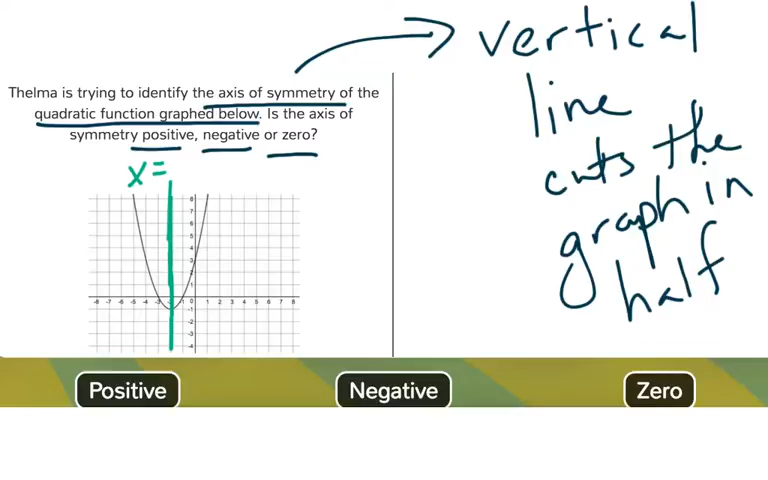 vertical
line
cuts the
graph in
half
Thelma is trying to identify the axis of symmetry of the
quadratic function graphed below. Is the axis of
symmetry positive, negative or zero?
x=
8
7
6
5
4
3
2
1
-8 -7 -6 -5 -4 -3 -1 0 1 2 3 4 5 6 7 8
-1
-2
-3
-4
Positive Negative Zero